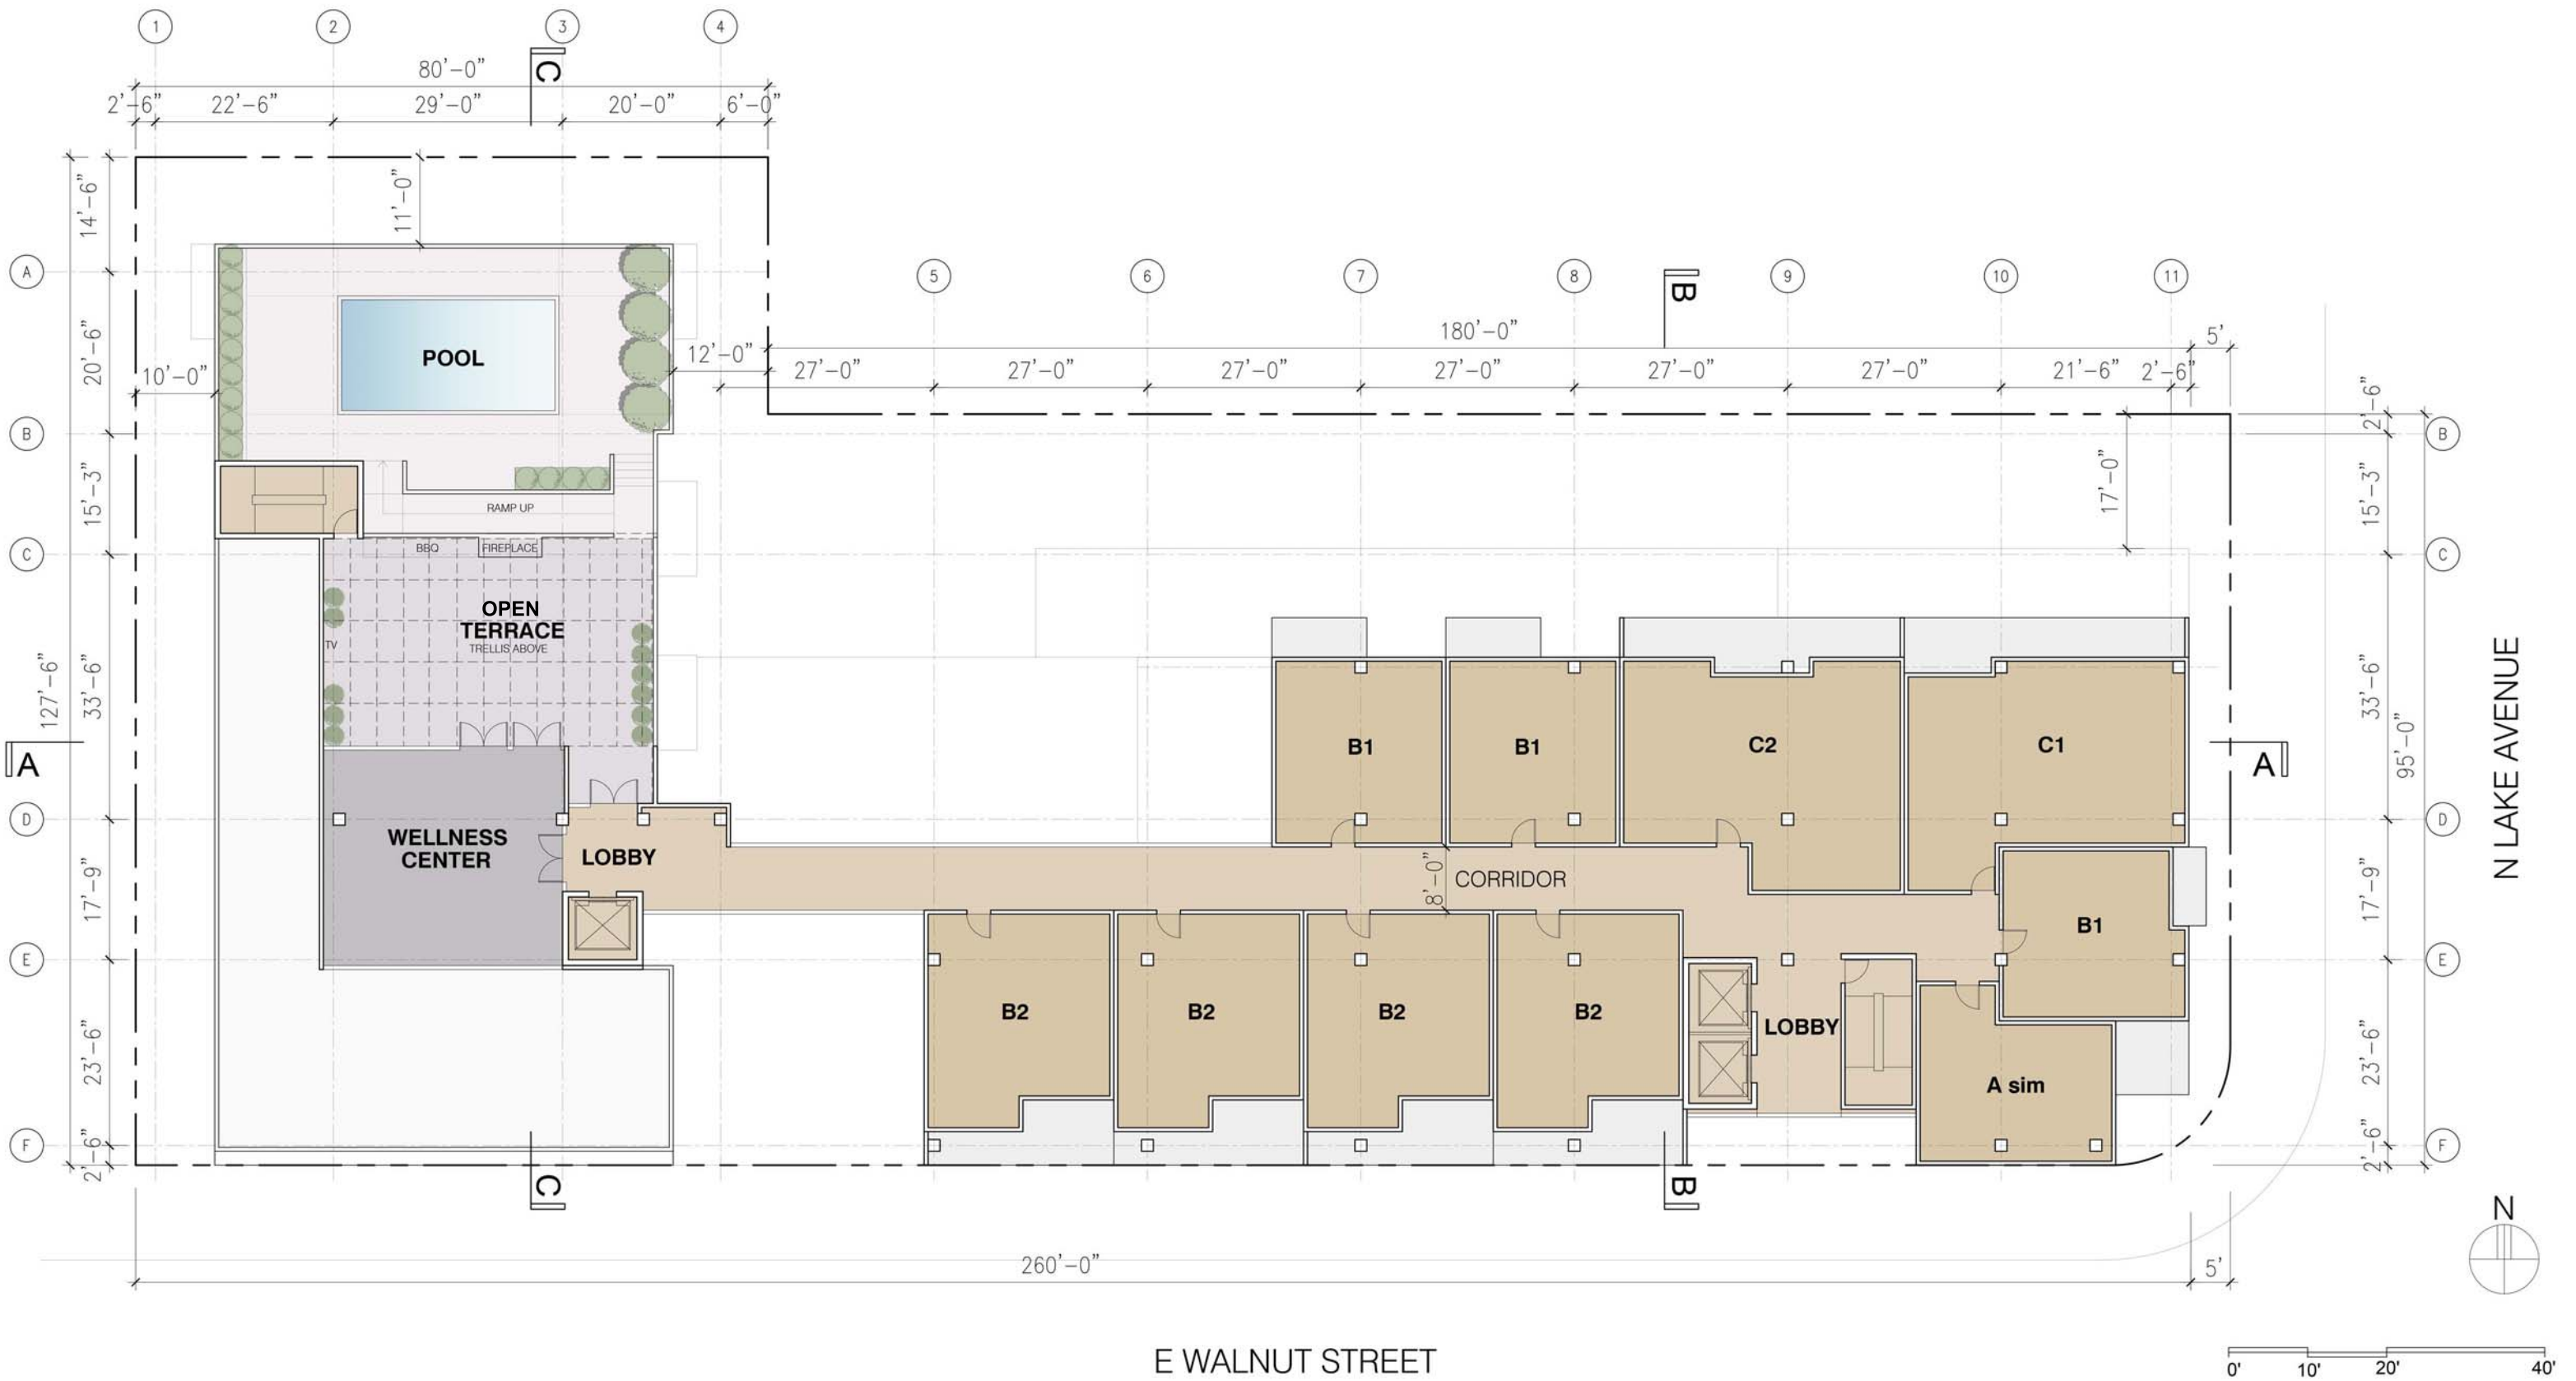 1 2 3 4
C
80'-0"
2'-6" 22'-6" 29'-0" 20'-0" 6'-0"
14'-6"
11'-0"
A
5 6 7 8 9 10 11
B
180'-0" 5'
20'-6"
POOL
12'-0"
10'-0"
27'-0" 27'-0" 27'-0" 27'-0" 27'-0" 27'-0" 21'-6" 2'-6"
2'-6"
B
B
15'-3"
17'-0"
15'-3"
RAMP UP
C
BBQ
FIREPLACE
C
OPEN
TERRACE
TRELLIS ABOVE
TV
127'-6"
33'-6"
33'-6"
95'-0"
N LAKE AVENUE
A
B1
B1
C2
C1
A
D
WELLNESS
CENTER
LOBBY
D
17'-9"
8'-0"
CORRIDOR
17'-9"
B1
E
E
B2
B2
B2
B2
LOBBY
23'-6"
23'-6"
A sim
F
2'-6"
2'-6"
F
C
B
N
260'-0"
5'
E WALNUT STREET
0' 10' 20' 40'